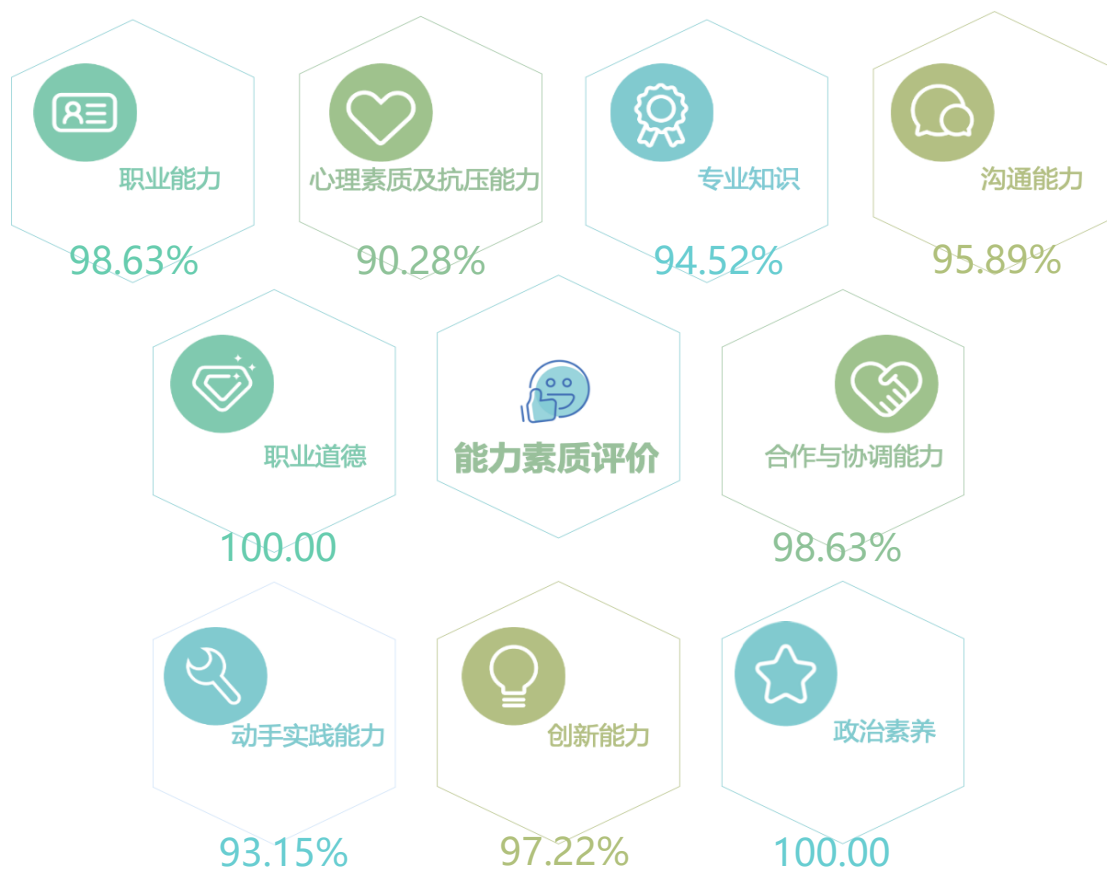 职业能力
98.63%
心理素质及抗压能力
90.28%
专业知识
94.52%
沟通能力
95.89%
职业道德
100.00
能力素质评价
合作与协调能力
98.63%
动手实践能力
93.15%
创新能力
97.22%
政治素养
100.00